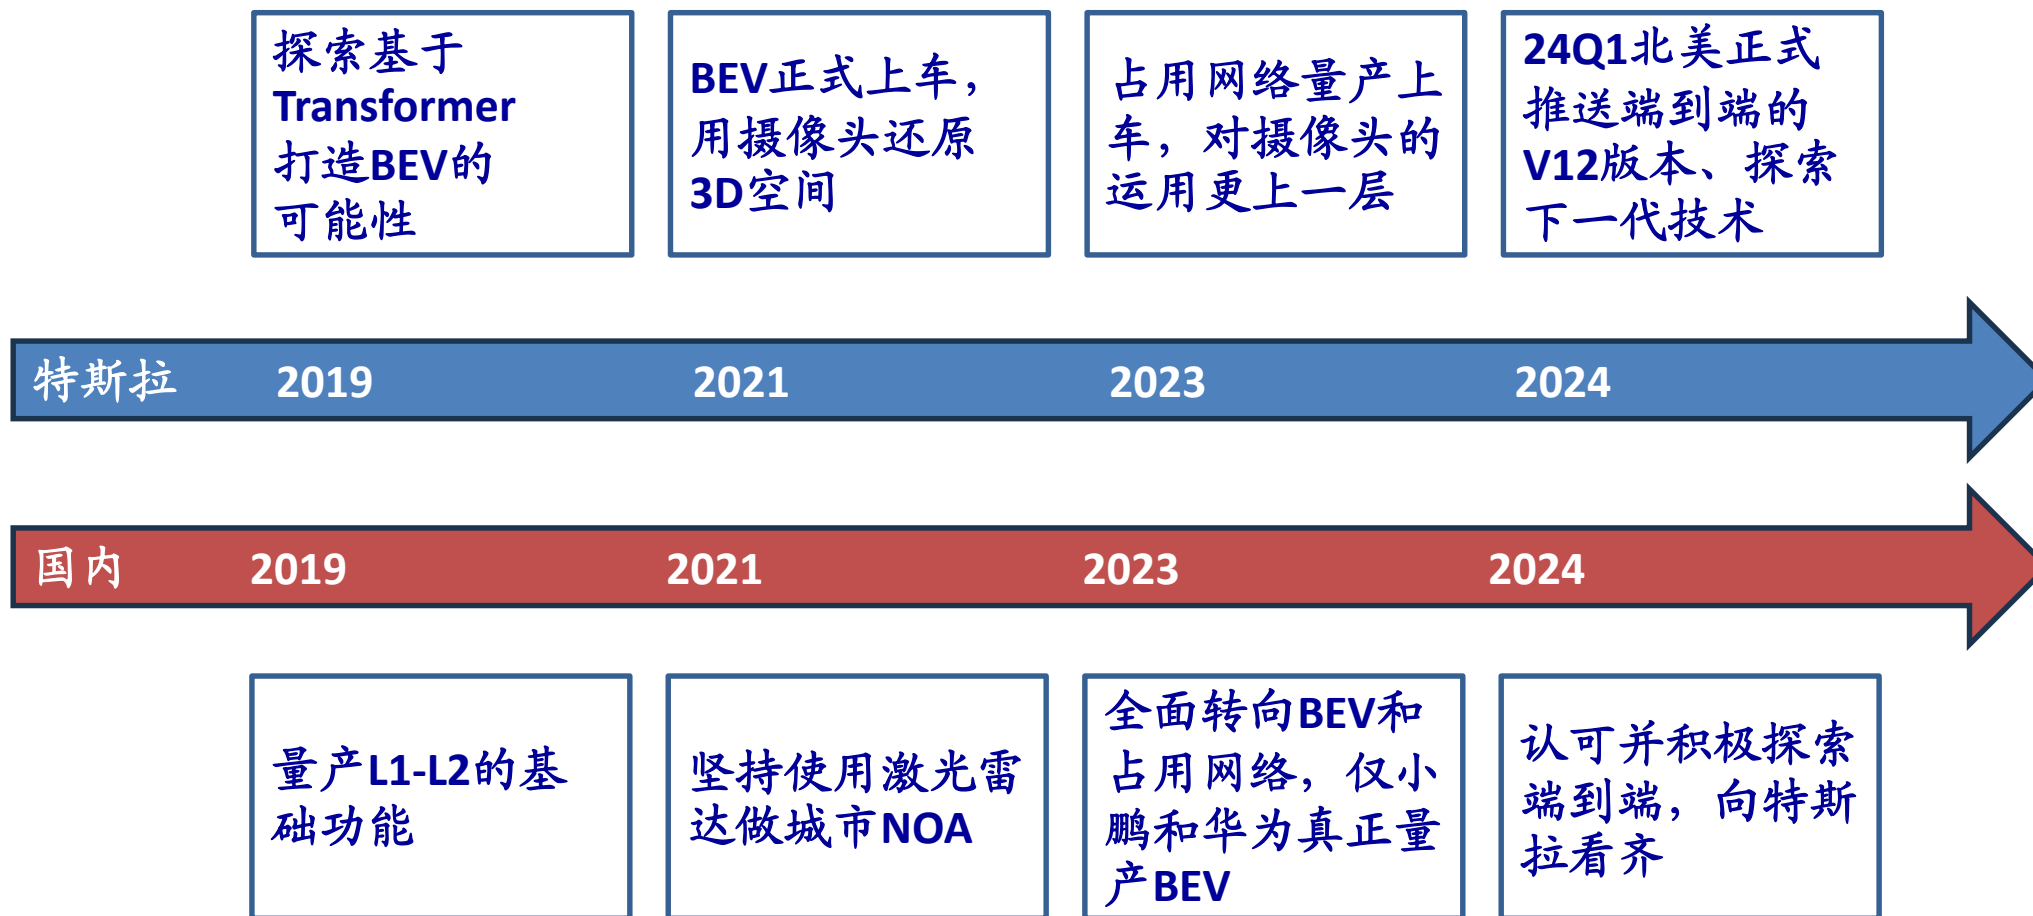 探索基于
Transformer
打造BEV的
可能性
BEV正式上车，
用摄像头还原
3D空间
占用网络量产上
车，对摄像头的
运用更上一层
24Q1北美正式
推送端到端的
V12版本、探索
下一代技术
特斯拉 2019 2021 2023 2024
国内 2019 2021 2023 2024
量产L1-L2的基
础功能
坚持使用激光雷
达做城市NOA
全面转向BEV和
占用网络，仅小
鹏和华为真正量
产BEV
认可并积极探索
端到端，向特斯
拉看齐